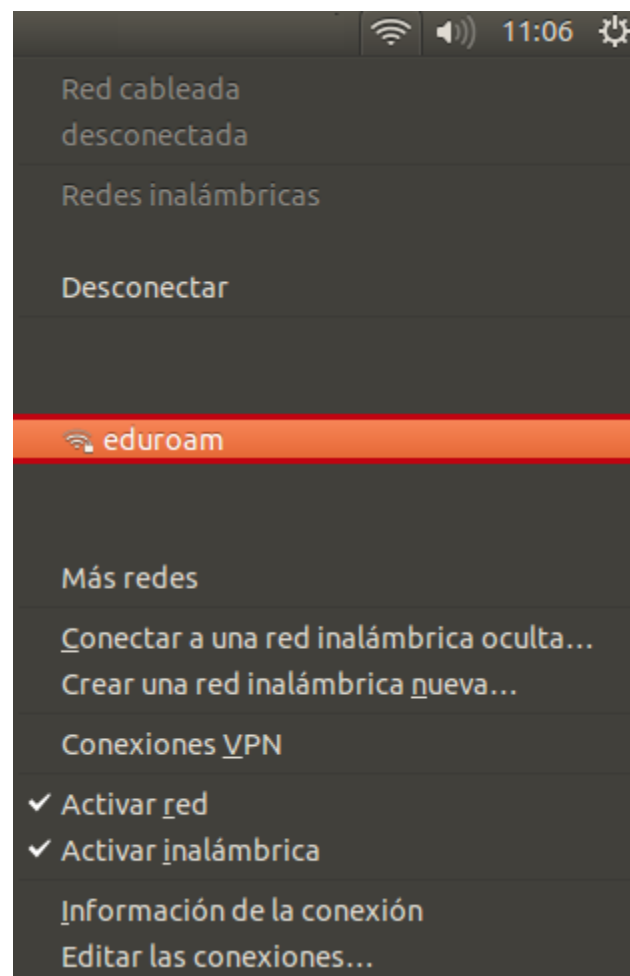 11:06
Red cableada
desconectada
Redes inalámbricas
Desconectar
eduroam
Más redes
Conectar a una red inalámbrica oculta...
Crear una red inalámbrica nueva...
Conexiones VPN
Activar red
Activar inalámbrica
Información de la conexión
Editar las conexiones...